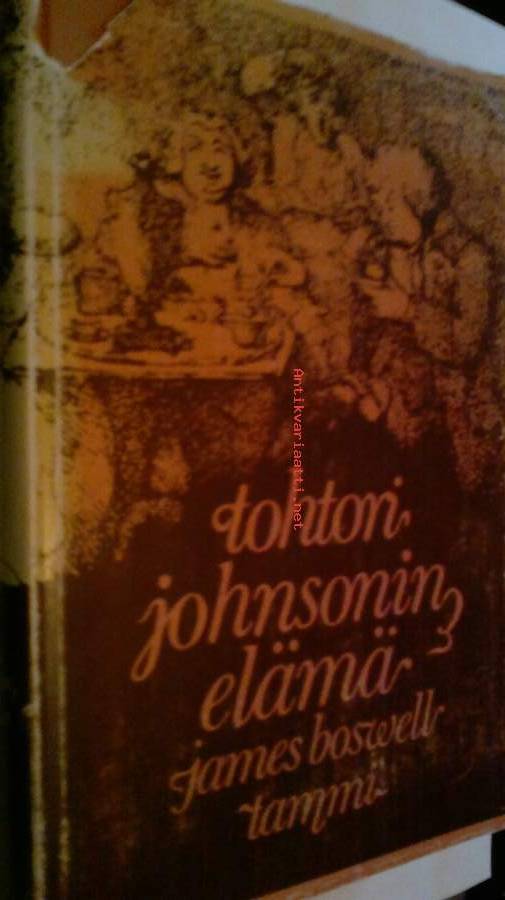 Antikvariaatti.net
tohtori
johnsonin
elämä
james boswell
tammi